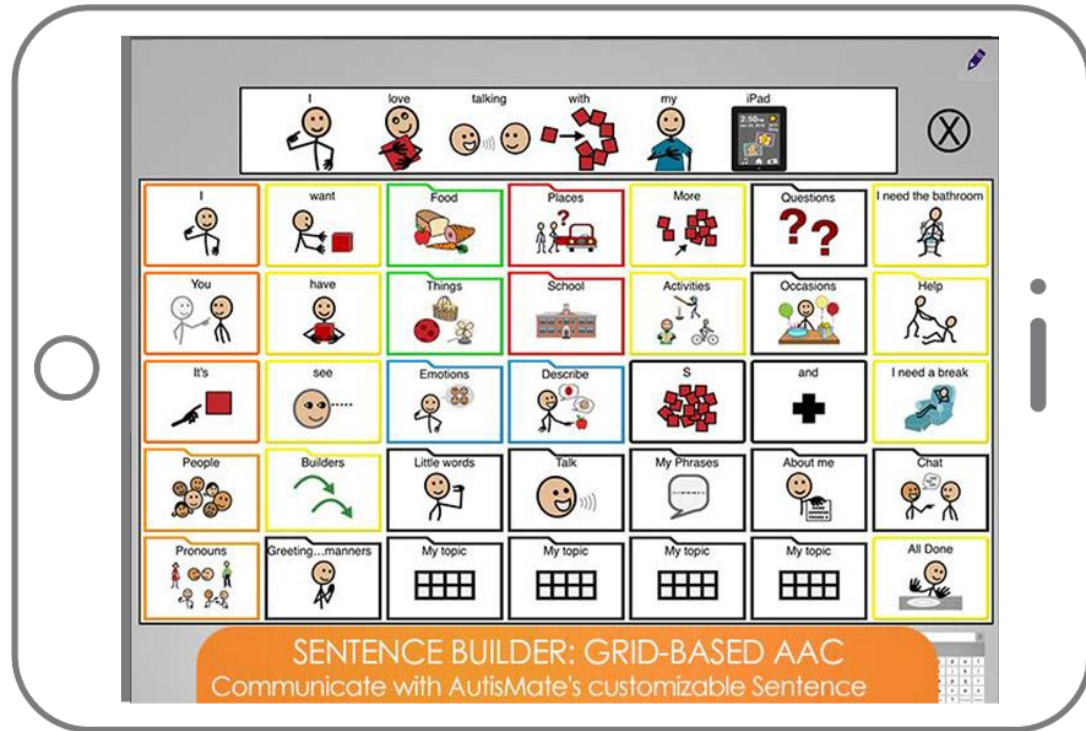 I love talking with my iPad
X
I want Food Places More Questions I need the bathroom
You have Things School Activities Occasions Help
It's see Emotions Describe S and I need a break
People Builders Little words Talk My Phrases About me Chat
Pronouns Greeting...manners My topic My topic My topic My topic All Done
SENTENCE BUILDER: GRID-BASED AAC
Communicate with AutisMate's customizable Sentence